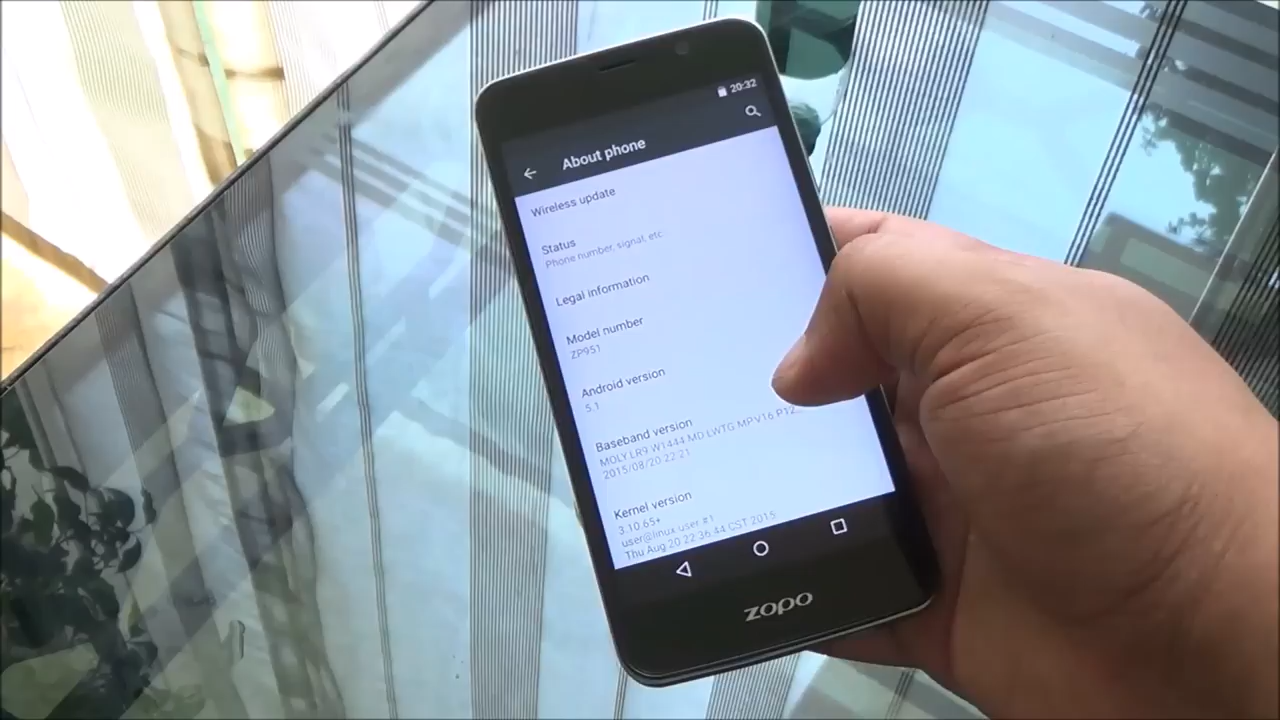 20:32
About phone
Wireless update
Status
Phone number, signal, etc
Legal information
Model number
ZP951
Android version
5.1
Baseband version
MOLY LR9 W1444 MD LWTG MPV16 P12...
2015/08/20 22:21
Kernel version
3.10.65+
user@linux-user #1
Thu Aug 20 22:36:44 CST 2015
ZOPO